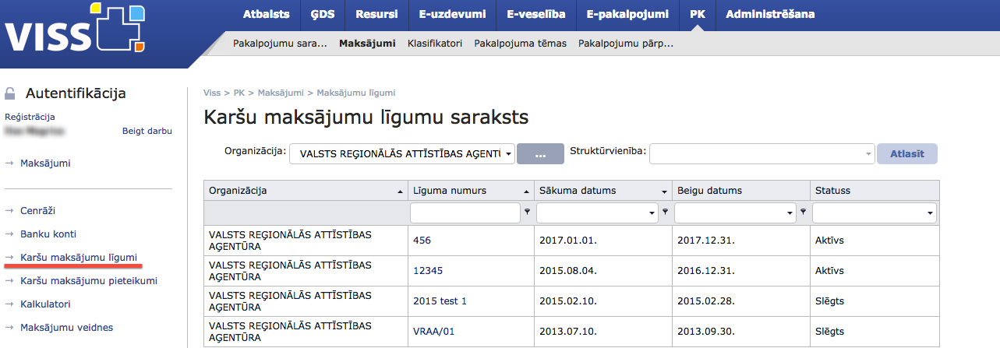 VISS
Atbalsts ĢDS Resursi E-uzdevumi E-veselība E-pakalpojumi PK Administrēšana
Pakalpojumu sara... Maksājumi Klasifikatori Pakalpojuma tēmas Pakalpojumu pārp...
Autentifikācija
Reģistrācija
Beigt darbu
Maksājumi
Cenrāži
Banku konti
Karšu maksājumu līgumi
Karšu maksājumu pieteikumi
Kalkulatori
Maksājumu veidnes
Viss > PK > Maksājumi > Maksājumu līgumi
Karšu maksājumu līgumu saraksts
Organizācija: VALSTS REĢIONĀLĀS ATTĪSTĪBAS AĢENTŪ ... Struktūrvienība: Atlasīt
Organizācija Līguma numurs Sākuma datums Beigu datums Statuss
VALSTS REĢIONĀLĀS ATTĪSTĪBAS
AĢENTŪRA 456 2017.01.01. 2017.12.31. Aktīvs
VALSTS REĢIONĀLĀS ATTĪSTĪBAS
AĢENTŪRA 12345 2015.08.04. 2016.12.31. Aktīvs
VALSTS REĢIONĀLĀS ATTĪSTĪBAS
AĢENTŪRA 2015 test 1 2015.02.10. 2015.02.28. Slēgts
VALSTS REĢIONĀLĀS ATTĪSTĪBAS
AĢENTŪRA VRAA/01 2013.07.10. 2013.09.30. Slēgts